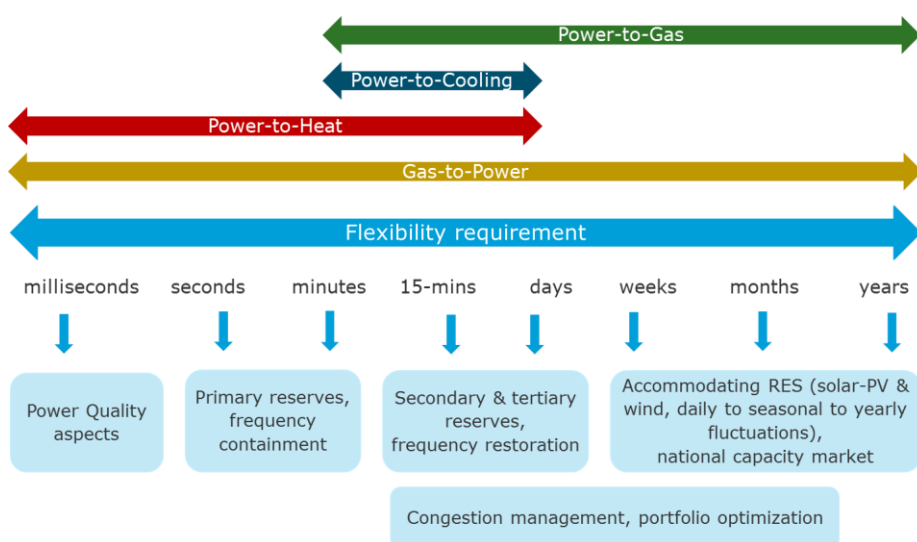 Power-to-Gas
Power-to-Cooling
Power-to-Heat
Gas-to-Power
Flexibility requirement
milliseconds seconds minutes 15-mins days weeks months years
Power Quality
aspects
Primary reserves,
frequency
containment
Secondary & tertiary
reserves,
frequency restoration
Accommodating RES (solar-PV &
wind, daily to seasonal to yearly
fluctuations),
national capacity market
Congestion management, portfolio optimization